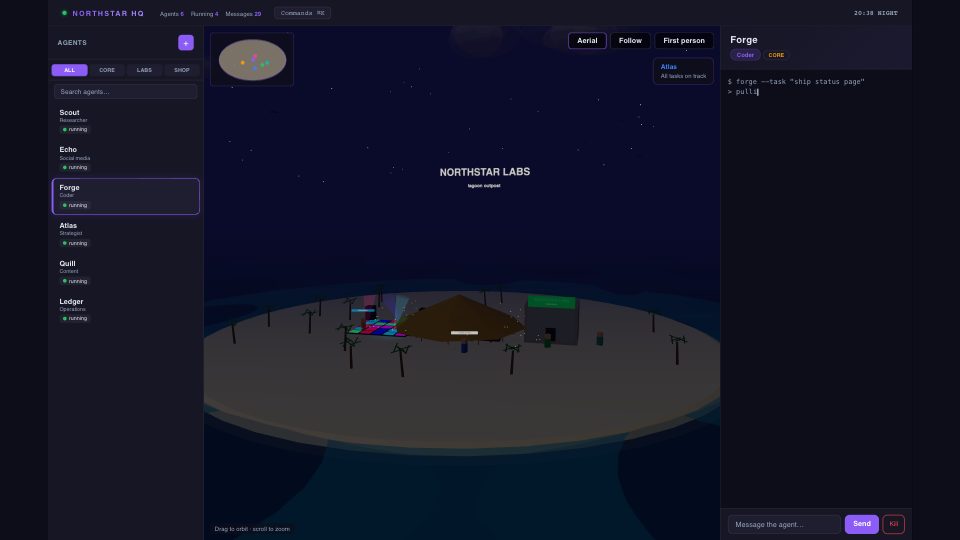 NORTHSTAR HQ
Agents 6 Running 4 Messages 29
Commands ⌘K
20:38 NIGHT
AGENTS
+
ALL CORE LABS SHOP
Search agents…
Scout
Researcher
running
Echo
Social media
running
Forge
Coder
running
Atlas
Strategist
running
Quill
Content
running
Ledger
Operations
running
Aerial Follow First person
Atlas
All tasks on track
NORTHSTAR LABS
lagoon outpost
Drag to orbit · scroll to zoom
Forge
Coder CORE
$ forge --task "ship status page"
> pulli
Message the agent…
Send
Kill